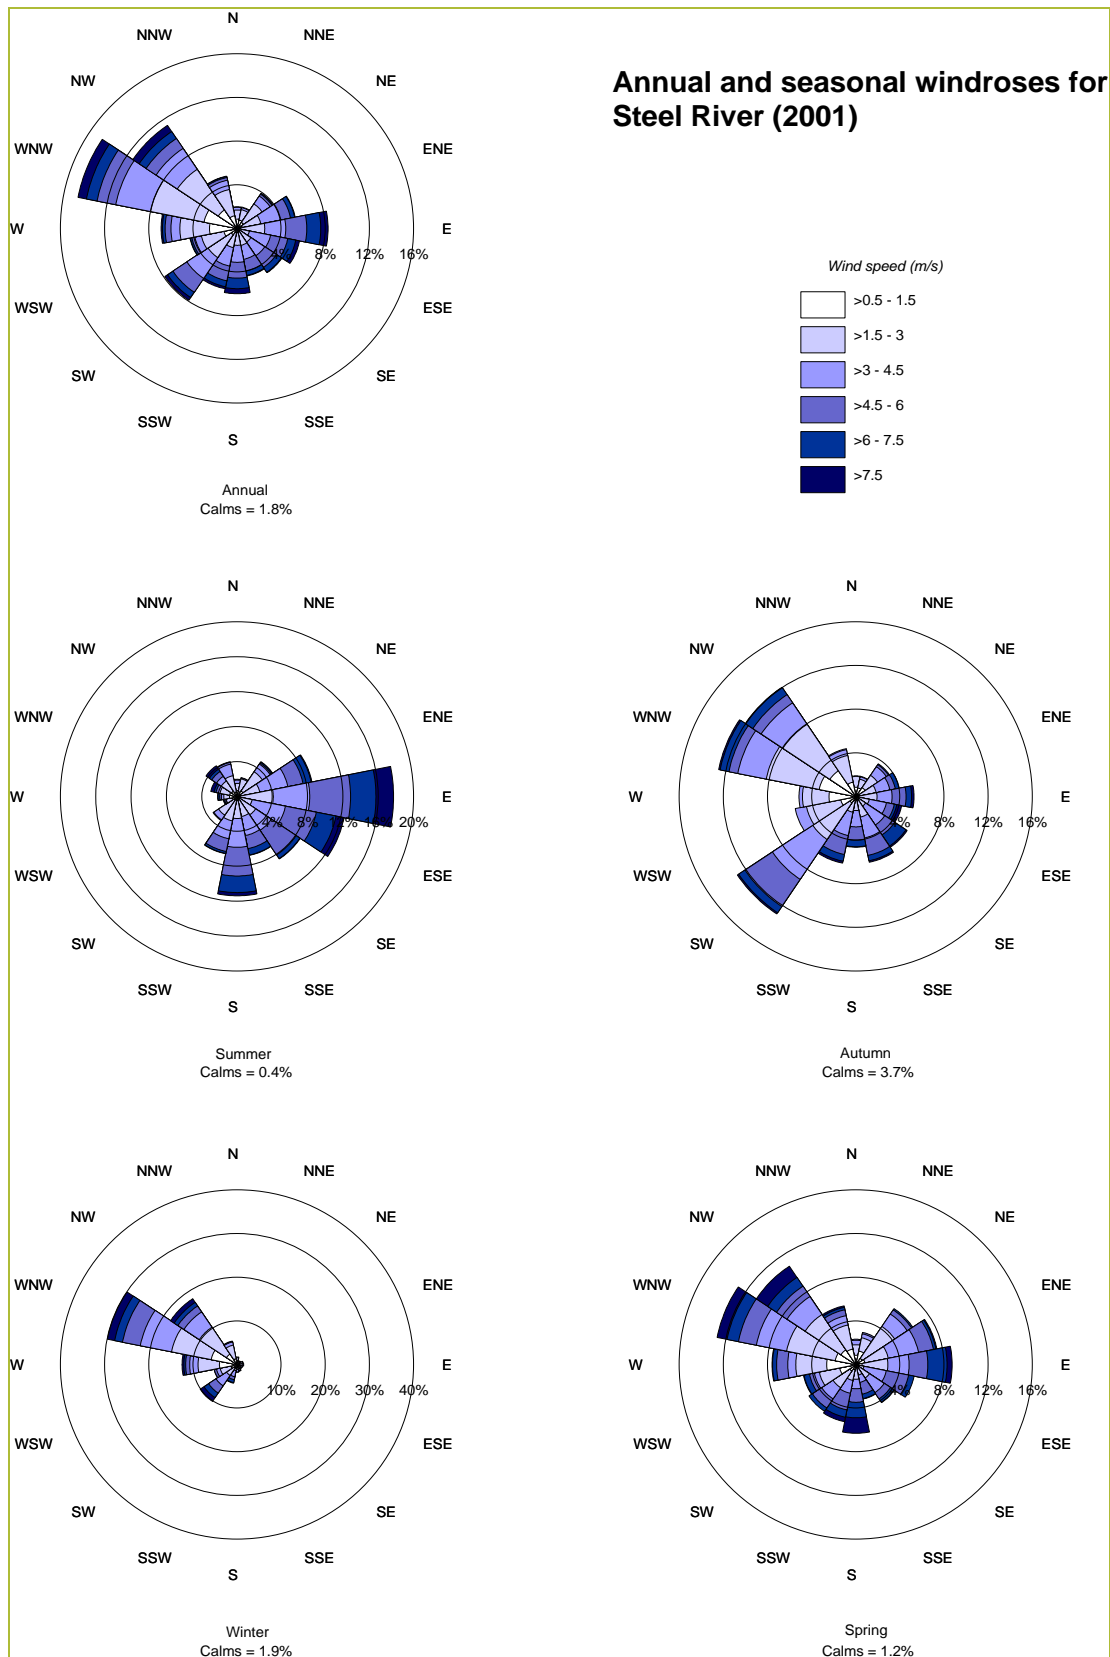 N
NNW
NNE
NW
NE
Annual and seasonal windroses for
Steel River (2001)
WNW
ENE
W
E
4%
8%
12%
16%
WSW
ESE
SW
SE
SSW
SSE
S
Annual
Calms = 1.8%
Wind speed (m/s)
>0.5 - 1.5
>1.5 - 3
>3 - 4.5
>4.5 - 6
>6 - 7.5
>7.5
N
NNW
NNE
NW
NE
WNW
ENE
W
E
4%
8%
12%
16%
20%
WSW
ESE
SW
SE
SSW
SSE
S
Summer
Calms = 0.4%
N
NNW
NNE
NW
NE
WNW
ENE
W
E
4%
8%
12%
16%
WSW
ESE
SW
SE
SSW
SSE
S
Autumn
Calms = 3.7%
N
NNW
NNE
NW
NE
WNW
ENE
W
E
10%
20%
30%
40%
WSW
ESE
SW
SE
SSW
SSE
S
Winter
Calms = 1.9%
N
NNW
NNE
NW
NE
WNW
ENE
W
E
4%
8%
12%
16%
WSW
ESE
SW
SE
SSW
SSE
S
Spring
Calms = 1.2%